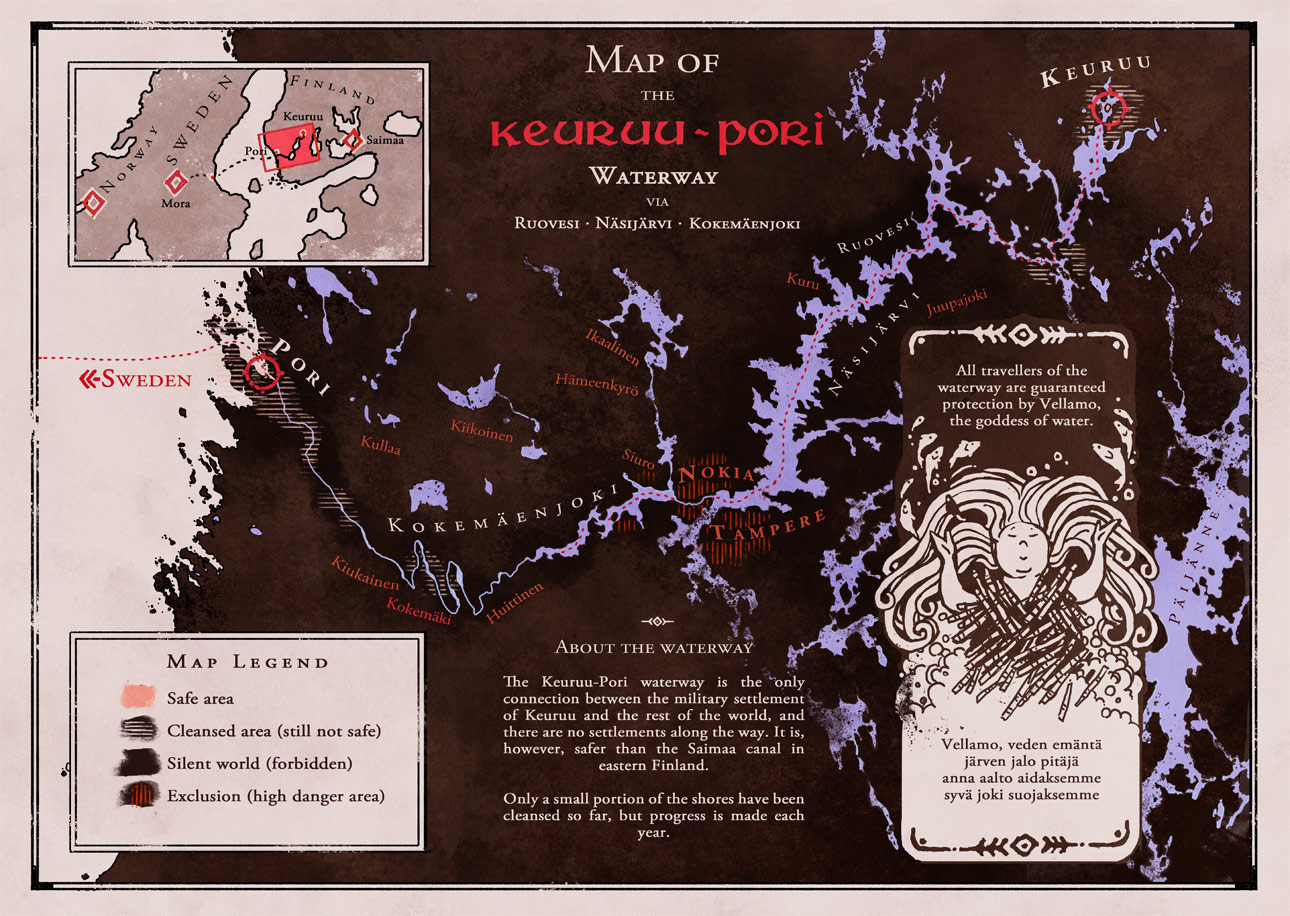 Map of
the
Keuruu-Pori
Waterway
via
Ruovesi · Näsijärvi · Kokemäenjoki
Norway
Sweden
Finland
Keuruu
Saimaa
Pori
Mora
Keuruu
Ruovesi
Kuru
Juupajoki
Näsijärvi
Ikaalinen
Hämeenkyrö
Pori
Sweden
Kiikoinen
Kullaa
Siuro
Nokia
Tampere
Kokemäenjoki
Kiukainen
Kokemäki
Huittinen
Päijänne
All travellers of the
waterway are guaranteed
protection by Vellamo,
the goddess of water.
Vellamo, veden emäntä
järven jalo pitäjä
anna aalto aidaksemme
syvä joki suojaksemme
Map Legend
Safe area
Cleansed area (still not safe)
Silent world (forbidden)
Exclusion (high danger area)
About the waterway
The Keuruu-Pori waterway is the only
connection between the military settlement
of Keuruu and the rest of the world, and
there are no settlements along the way. It is,
however, safer than the Saimaa canal in
eastern Finland.
Only a small portion of the shores have been
cleansed so far, but progress is made each
year.